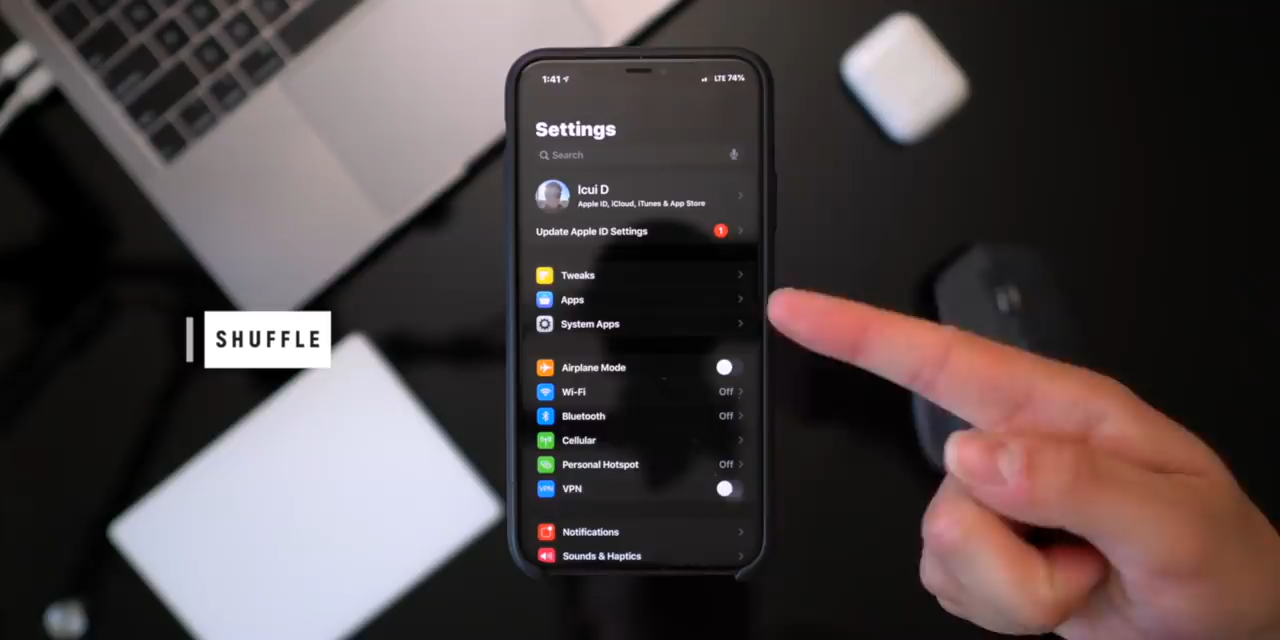 1:41
LTE 74%
Settings
Search
Icui D
Apple ID, iCloud, iTunes & App Store
Update Apple ID Settings
1
Tweaks
Apps
System Apps
Airplane Mode
Wi-Fi
Off
Bluetooth
Off
Cellular
Personal Hotspot
Off
VPN
VPN
Notifications
Sounds & Haptics
SHUFFLE